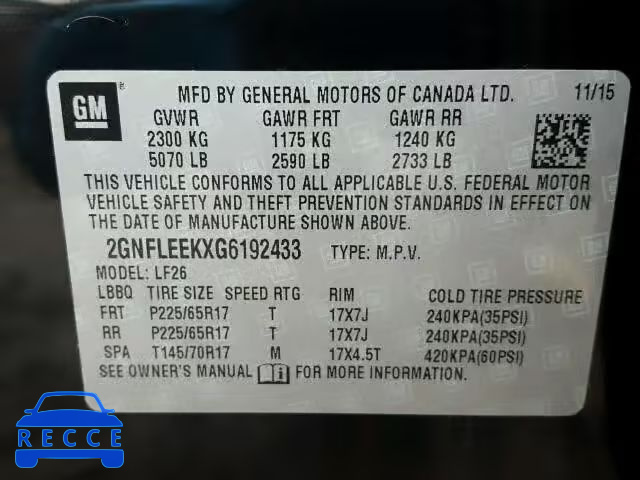 GM
MFD BY GENERAL MOTORS OF CANADA LTD. 11/15
GVWR GAWR FRT GAWR RR
2300 KG 1175 KG 1240 KG
5070 LB 2590 LB 2733 LB
THIS VEHICLE CONFORMS TO ALL APPLICABLE U.S. FEDERAL MOTOR
VEHICLE SAFETY AND THEFT PREVENTION STANDARDS IN EFFECT ON
THE DATE OF MANUFACTURE SHOWN ABOVE.
2GNFLEEKXG6192433 TYPE: M.P.V.
MODEL: LF26
LBBQ TIRE SIZE SPEED RTG RIM COLD TIRE PRESSURE
FRT P225/65R17 T 17X7J 240KPA(35PSI)
RR P225/65R17 T 17X7J 240KPA(35PSI)
SPA T145/70R17 M 17X4.5T 420KPA(60PSI)
SEE OWNER'S MANUAL FOR MORE INFORMATION.
RECCE